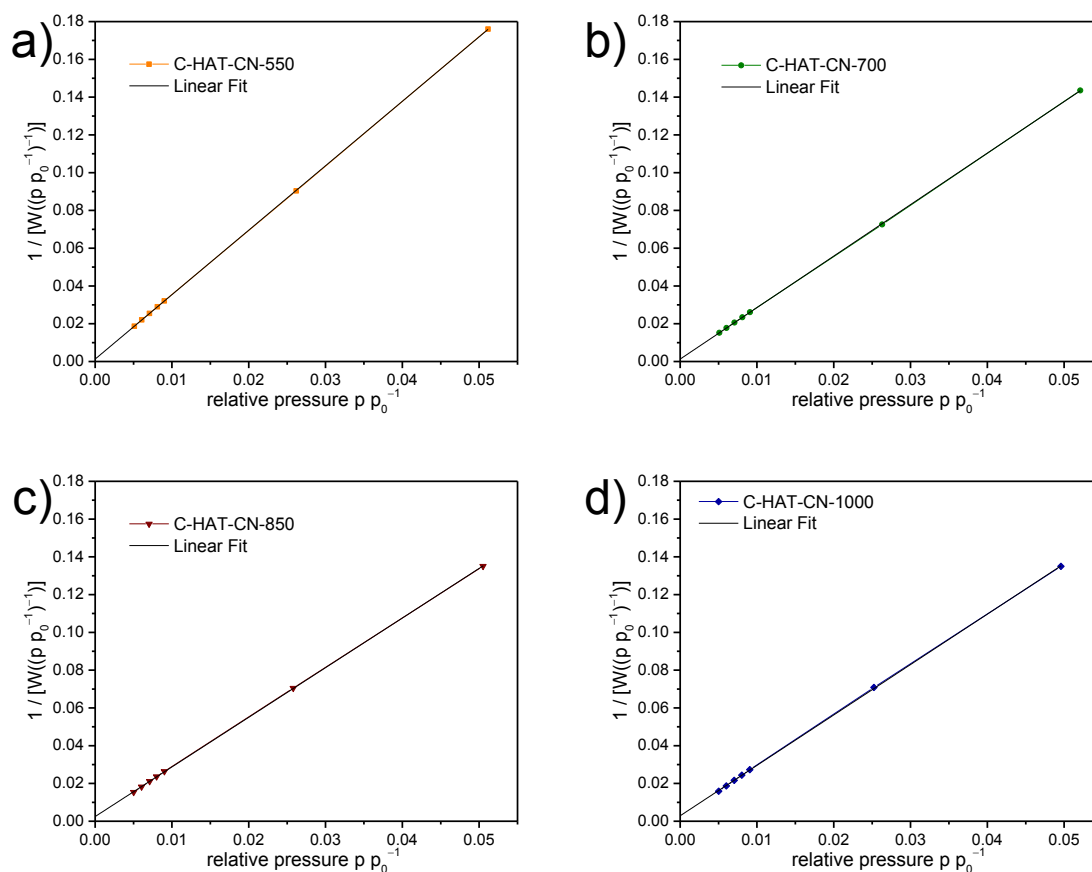 a)
C-HAT-CN-550
Linear Fit
1 / [W((p p₀⁻¹)⁻¹)]
0.18
0.16
0.14
0.12
0.10
0.08
0.06
0.04
0.02
0.00
0.00 0.01 0.02 0.03 0.04 0.05
relative pressure p p₀⁻¹
b)
C-HAT-CN-700
Linear Fit
1 / [W((p p₀⁻¹)⁻¹)]
0.18
0.16
0.14
0.12
0.10
0.08
0.06
0.04
0.02
0.00
0.00 0.01 0.02 0.03 0.04 0.05
relative pressure p p₀⁻¹
c)
C-HAT-CN-850
Linear Fit
1 / [W((p p₀⁻¹)⁻¹)]
0.18
0.16
0.14
0.12
0.10
0.08
0.06
0.04
0.02
0.00
0.00 0.01 0.02 0.03 0.04 0.05
relative pressure p p₀⁻¹
d)
C-HAT-CN-1000
Linear Fit
1 / [W((p p₀⁻¹)⁻¹)]
0.18
0.16
0.14
0.12
0.10
0.08
0.06
0.04
0.02
0.00
0.00 0.01 0.02 0.03 0.04 0.05
relative pressure p p₀⁻¹